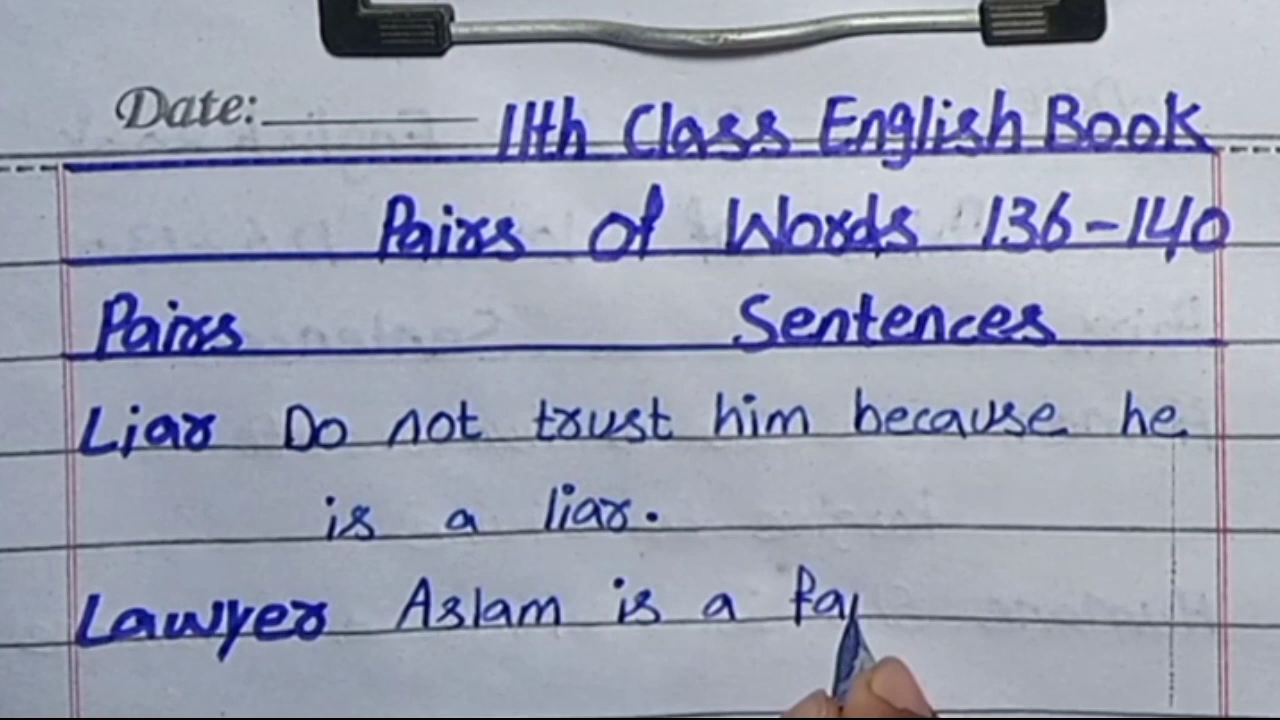 Date: 11th Class English Book
Pairs of Words 136-140
Pairs Sentences
Liar Do not trust him because he
is a liar.
Lawyer Aslam is a fa